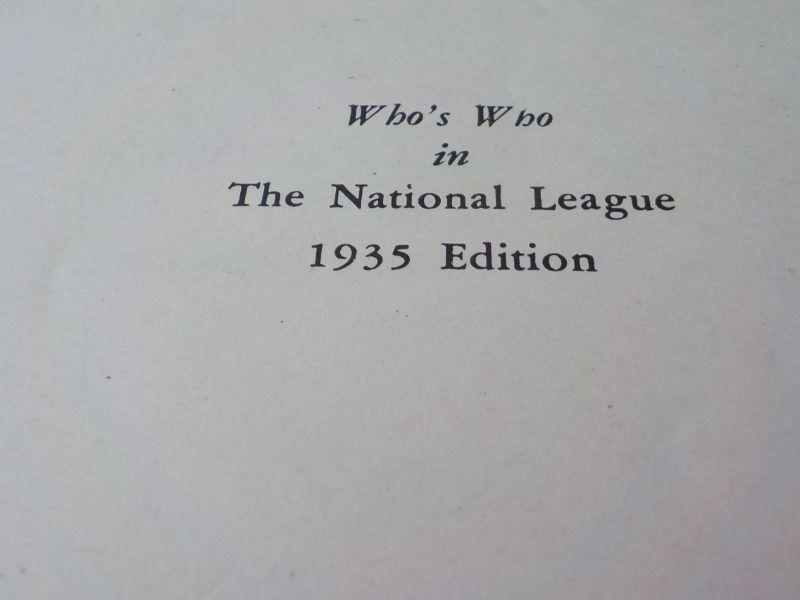 Who's Who
in
The National League
1935 Edition